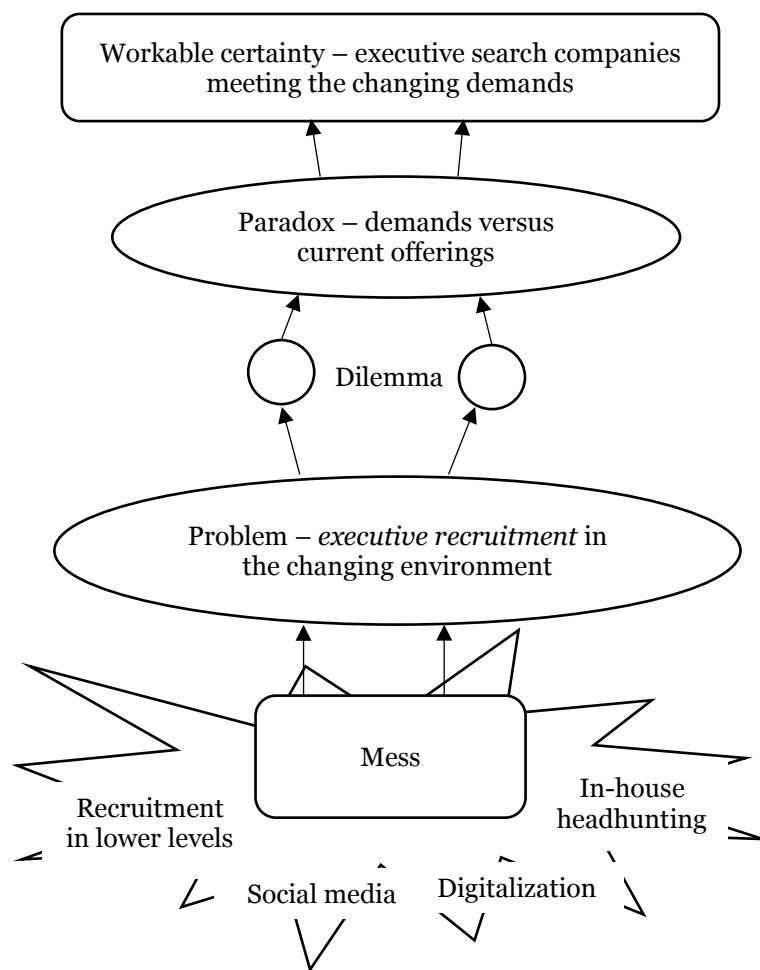 Workable certainty – executive search companies
meeting the changing demands
Paradox – demands versus
current offerings
Dilemma
Problem – executive recruitment in
the changing environment
Mess
Recruitment
in lower levels
In-house
headhunting
Social media
Digitalization